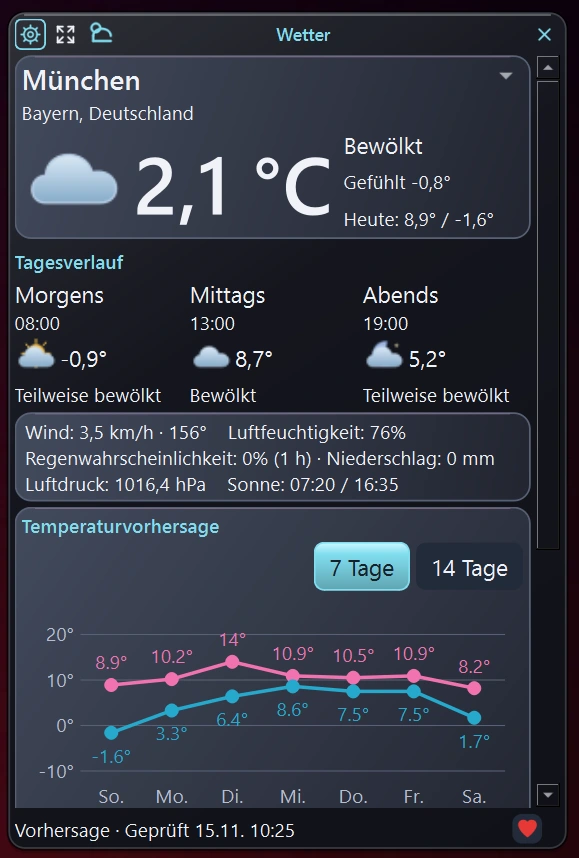 Wetter
München
Bayern, Deutschland
2,1 °C
Bewölkt
Gefühlt -0,8°
Heute: 8,9° / -1,6°
Tagesverlauf
Morgens Mittags Abends
08:00 13:00 19:00
-0,9° 8,7° 5,2°
Teilweise bewölkt Bewölkt Teilweise bewölkt
Wind: 3,5 km/h · 156° Luftfeuchtigkeit: 76%
Regenwahrscheinlichkeit: 0% (1 h) · Niederschlag: 0 mm
Luftdruck: 1016,4 hPa Sonne: 07:20 / 16:35
Temperaturvorhersage
7 Tage 14 Tage
20°
10°
0°
-10°
8.9° 10.2° 14° 10.9° 10.5° 10.9° 8.2°
-1.6° 3.3° 6.4° 8.6° 7.5° 7.5° 1.7°
So. Mo. Di. Mi. Do. Fr. Sa.
Vorhersage · Geprüft 15.11. 10:25